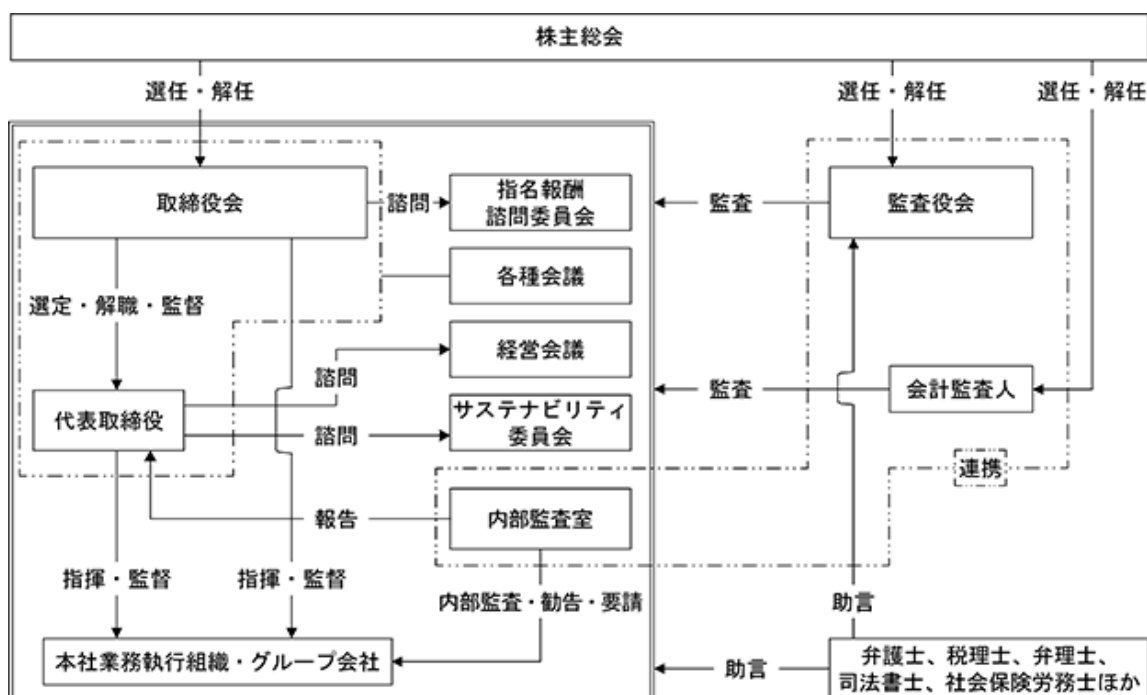 株主総会
選任・解任
選任・解任
選任・解任
取締役会
諮問
指名報酬
諮問委員会
監査
監査役会
各種会議
選定・解職・監督
経営会議
諮問
代表取締役
諮問
サステナビリティ
委員会
監査
会計監査人
連携
報告
内部監査室
指揮・監督
指揮・監督
内部監査・勧告・要請
助言
本社業務執行組織・グループ会社
助言
弁護士、税理士、弁理士、
司法書士、社会保険労務士ほか